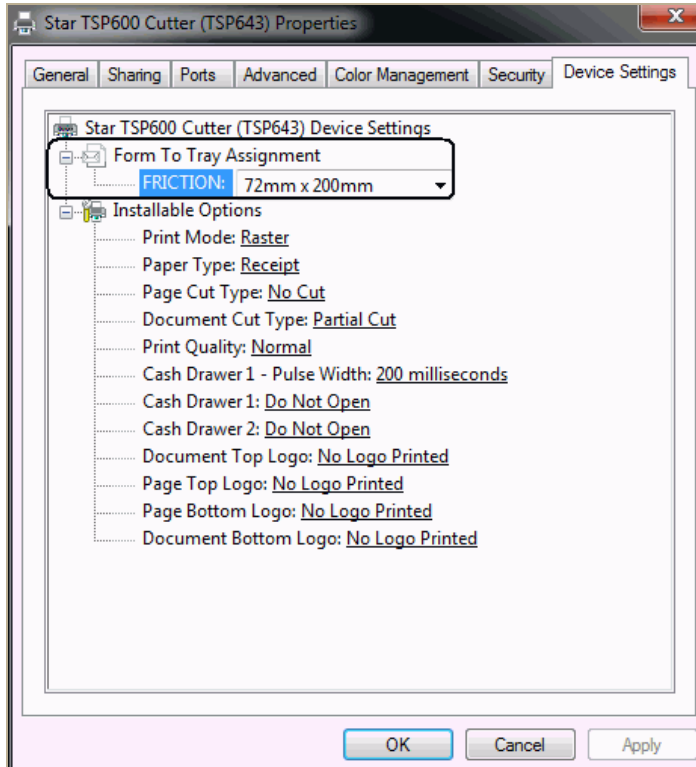 Star TSP600 Cutter (TSP643) Properties
General Sharing Ports Advanced Color Management Security Device Settings
Star TSP600 Cutter (TSP643) Device Settings
Form To Tray Assignment
FRICTION: 72mm x 200mm
Installable Options
Print Mode: Raster
Paper Type: Receipt
Page Cut Type: No Cut
Document Cut Type: Partial Cut
Print Quality: Normal
Cash Drawer 1 - Pulse Width: 200 milliseconds
Cash Drawer 1: Do Not Open
Cash Drawer 2: Do Not Open
Document Top Logo: No Logo Printed
Page Top Logo: No Logo Printed
Page Bottom Logo: No Logo Printed
Document Bottom Logo: No Logo Printed
OK Cancel Apply